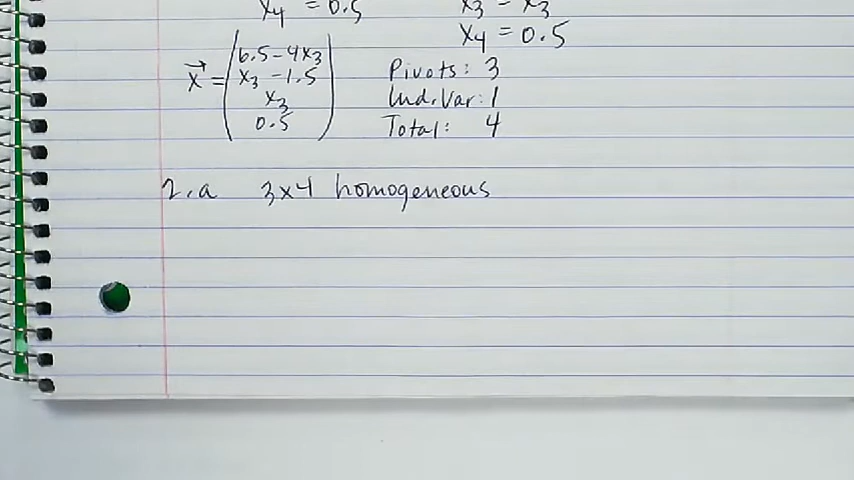 x₄ = 0.5
x₃ = x₃
x₄ = 0.5
x⃗ = (6.5-4x₃
x₃ -1.5
x₃
0.5)
Pivots: 3
Ind.Var: 1
Total: 4
2.a 3x4 homogeneous